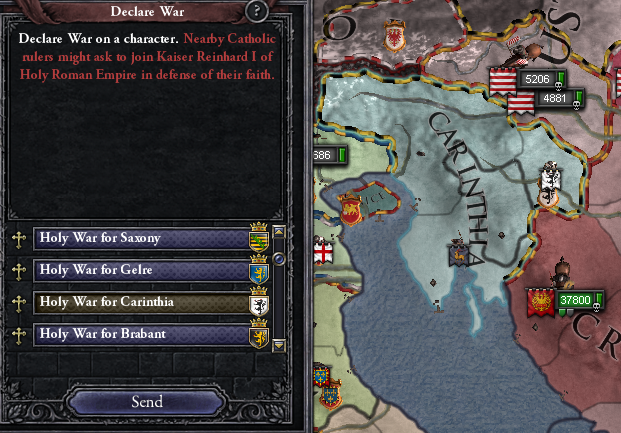 Declare War
?
Declare War on a character. Nearby Catholic
rulers might ask to join Kaiser Reinhard I of
Holy Roman Empire in defense of their faith.
Holy War for Saxony
Holy War for Gelre
Holy War for Carinthia
Holy War for Brabant
Send
O
S
5206
4881
686
CARINTHIA
ICE
37800
CR